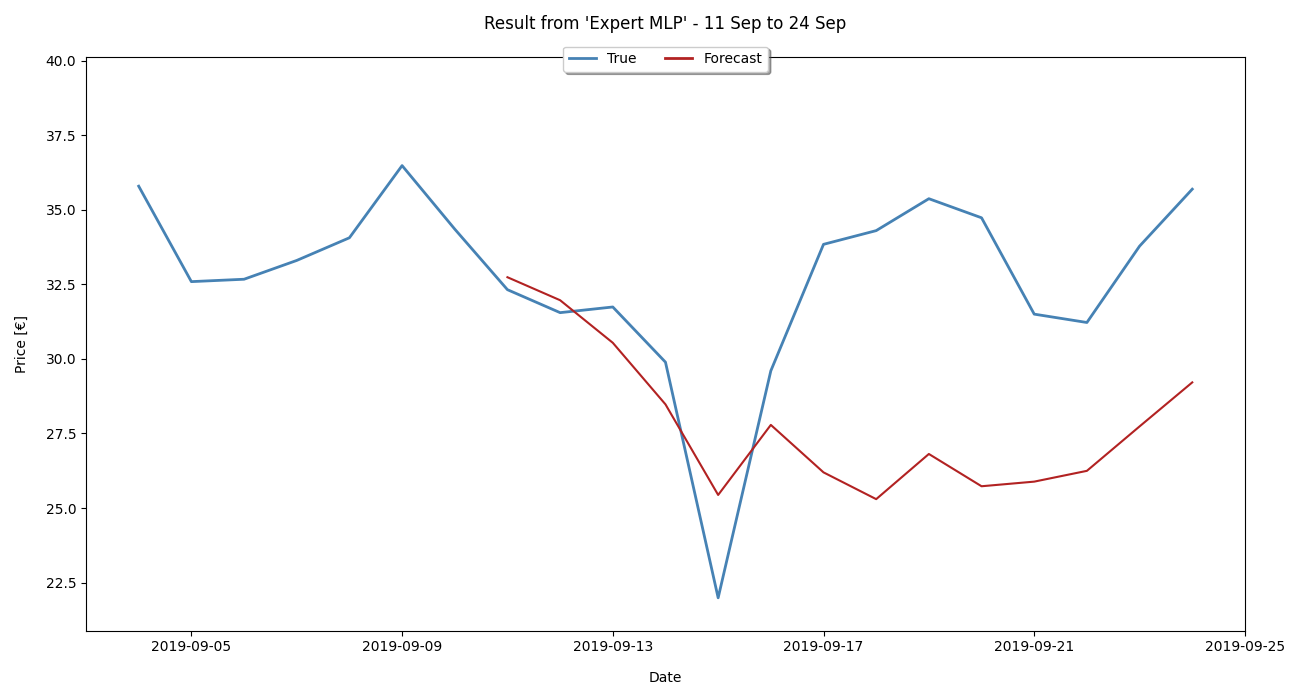 Result from 'Expert MLP' - 11 Sep to 24 Sep
True Forecast
40.0
37.5
35.0
32.5
30.0
27.5
25.0
22.5
Price [€]
2019-09-05 2019-09-09 2019-09-13 2019-09-17 2019-09-21 2019-09-25
Date